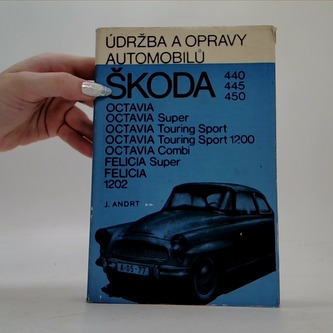 ÚDRŽBA A OPRAVY
AUTOMOBILŮ
ŠKODA 440
445
450
OCTAVIA
OCTAVIA Super
OCTAVIA Touring Sport
OCTAVIA Touring Sport 1200
OCTAVIA Combi
FELICIA Super
FELICIA
1202
J. ANDRT